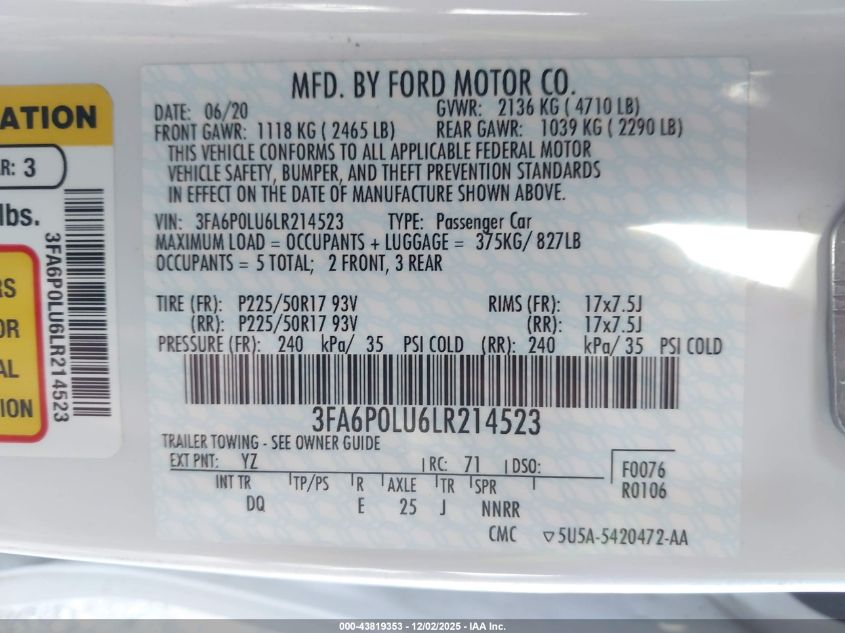 MFD. BY FORD MOTOR CO.
DATE: 06/20 GVWR: 2136 KG ( 4710 LB)
FRONT GAWR: 1118 KG ( 2465 LB) REAR GAWR: 1039 KG ( 2290 LB)
THIS VEHICLE CONFORMS TO ALL APPLICABLE FEDERAL MOTOR
VEHICLE SAFETY, BUMPER, AND THEFT PREVENTION STANDARDS
IN EFFECT ON THE DATE OF MANUFACTURE SHOWN ABOVE.
VIN: 3FA6P0LU6LR214523 TYPE: Passenger Car
MAXIMUM LOAD = OCCUPANTS + LUGGAGE = 375KG/ 827LB
OCCUPANTS = 5 TOTAL; 2 FRONT, 3 REAR
TIRE (FR): P225/50R17 93V RIMS (FR): 17x7.5J
(RR): P225/50R17 93V (RR): 17x7.5J
PRESSURE (FR): 240 kPa/ 35 PSI COLD (RR): 240 kPa/ 35 PSI COLD
3FA6P0LU6LR214523
TRAILER TOWING - SEE OWNER GUIDE
EXT PNT: YZ RC: 71 DSO: F0076
R0106
INT TR TP/PS R AXLE TR SPR
DQ E 25 J NNRR
CMC ▽5U5A-5420472-AA
ATION
R: 3
lbs.
3FA6P0LU6LR214523
RS
OR
AL
ION
000-43819353 - 12/02/2025 - IAA Inc.